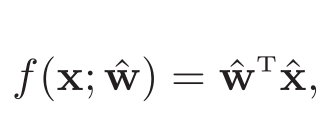 f(x; ŵ) = ŵᵀx̂,